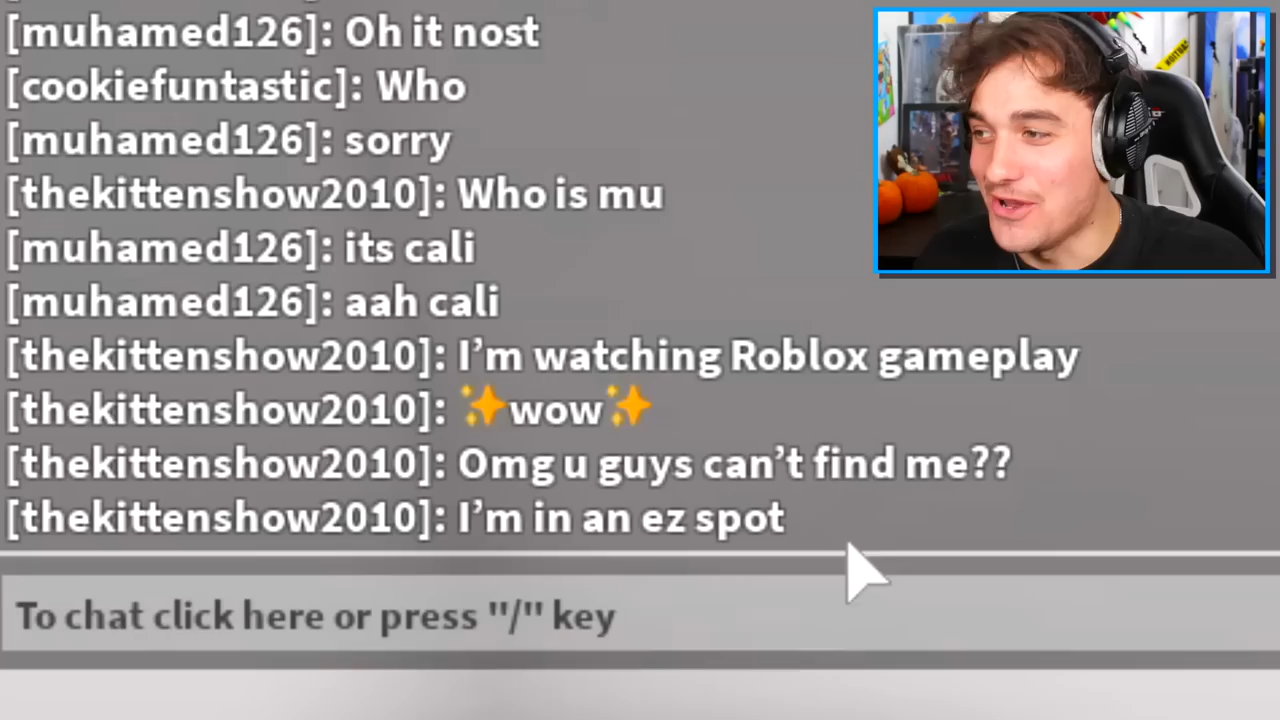 [muhamed126]: Oh it nost
[cookiefuntastic]: Who
[muhamed126]: sorry
[thekittenshow2010]: Who is mu
[muhamed126]: its cali
[muhamed126]: aah cali
[thekittenshow2010]: I’m watching Roblox gameplay
[thekittenshow2010]: ✨wow✨
[thekittenshow2010]: Omg u guys can’t find me??
[thekittenshow2010]: I’m in an ez spot
To chat click here or press "/" key